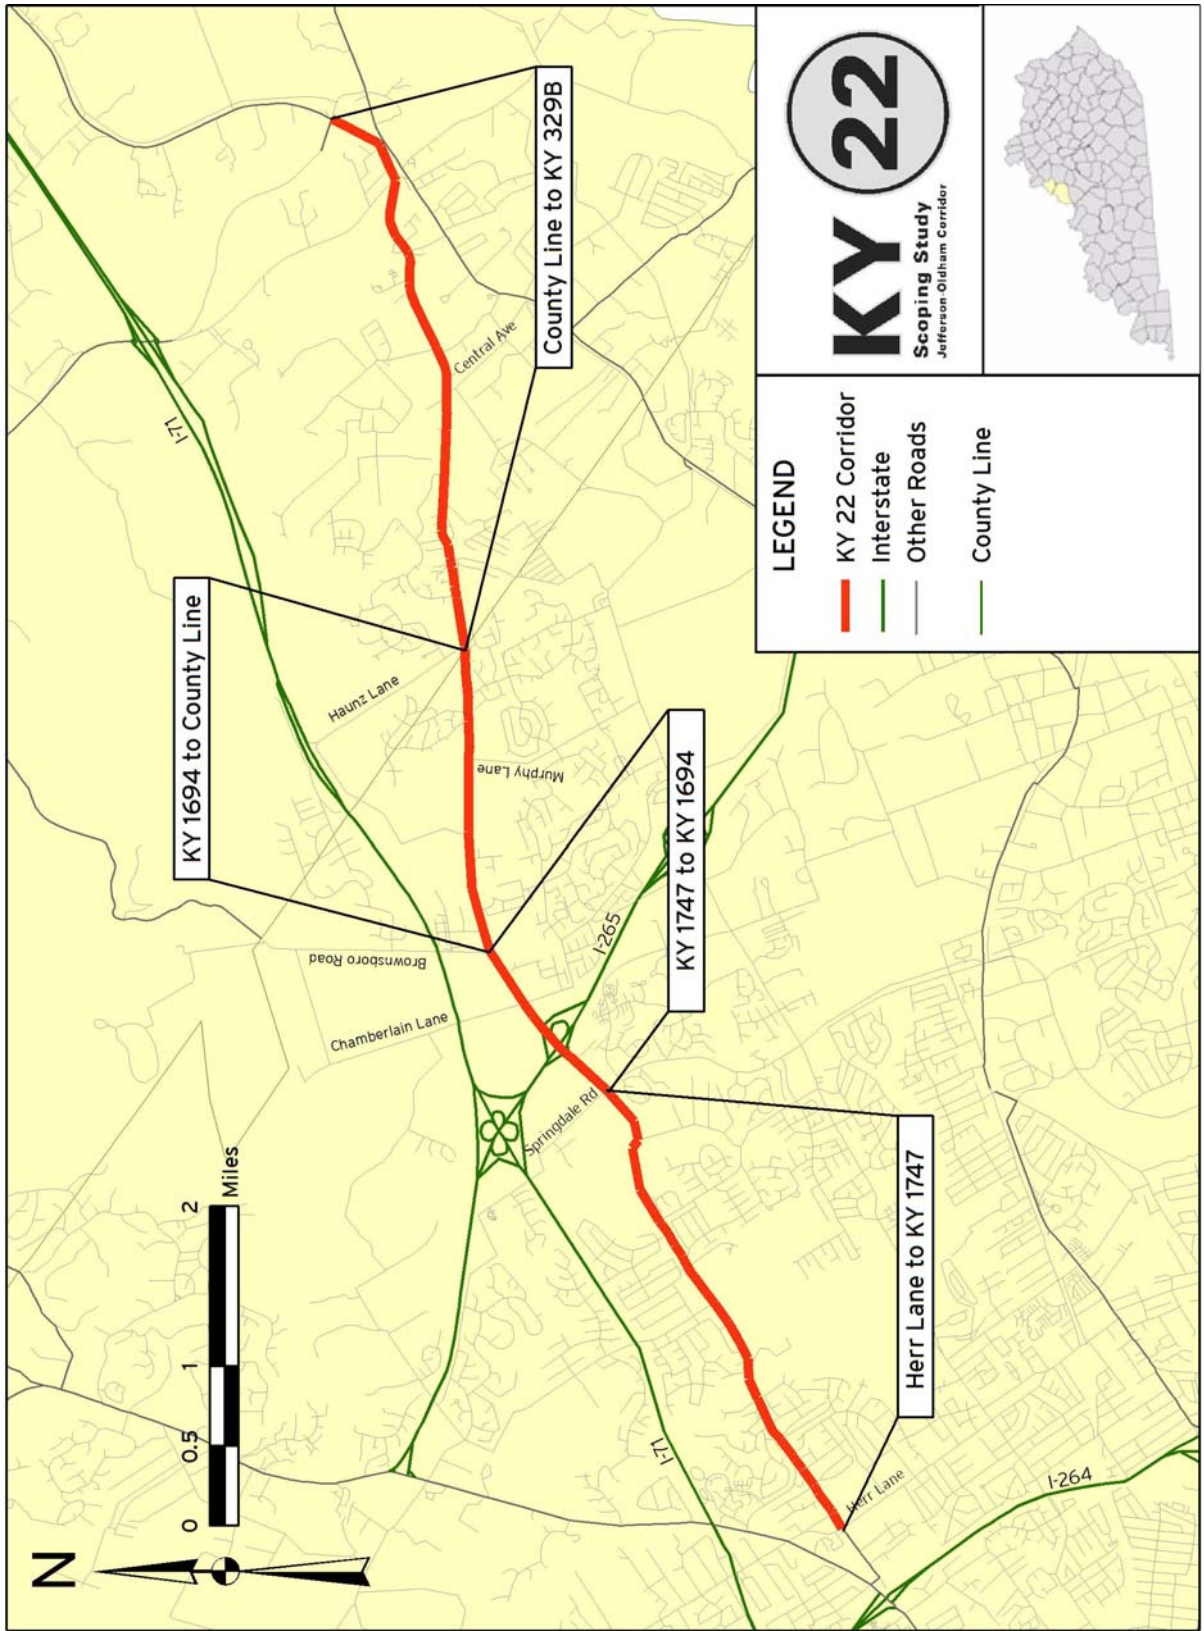 N
0 0.5 1 2
Miles
KY 1694 to County Line
I-71
Haunz Lane
Brownsboro Road
Chamberlain Lane
Murphy Lane
Central Ave
County Line to KY 329B
Springdale Rd
I-265
KY 1747 to KY 1694
I-71
Herr Lane
Herr Lane to KY 1747
I-264
LEGEND
KY 22 Corridor
Interstate
Other Roads
County Line
KY 22
Scoping Study
Jefferson-Oldham Corridor